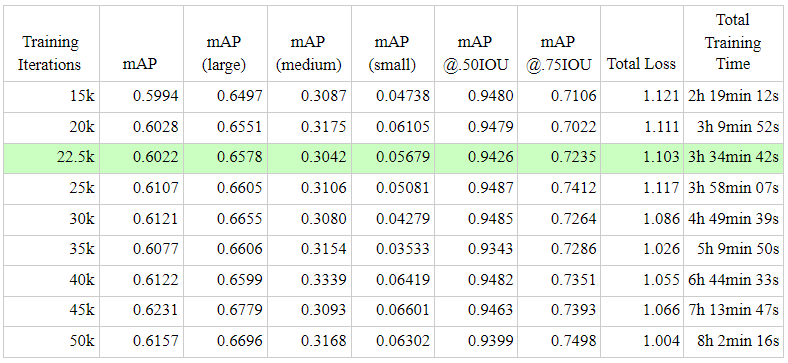 Training Iterations mAP mAP (large) mAP (medium) mAP (small) mAP @.50IOU mAP @.75IOU Total Loss Total Training Time
15k 0.5994 0.6497 0.3087 0.04738 0.9480 0.7106 1.121 2h 19min 12s
20k 0.6028 0.6551 0.3175 0.06105 0.9479 0.7022 1.111 3h 9min 52s
22.5k 0.6022 0.6578 0.3042 0.05679 0.9426 0.7235 1.103 3h 34min 42s
25k 0.6107 0.6605 0.3106 0.05081 0.9487 0.7412 1.117 3h 58min 07s
30k 0.6121 0.6655 0.3080 0.04279 0.9485 0.7264 1.086 4h 49min 39s
35k 0.6077 0.6606 0.3154 0.03533 0.9343 0.7286 1.026 5h 9min 50s
40k 0.6122 0.6599 0.3339 0.06419 0.9482 0.7351 1.055 6h 44min 33s
45k 0.6231 0.6779 0.3093 0.06601 0.9463 0.7393 1.066 7h 13min 47s
50k 0.6157 0.6696 0.3168 0.06302 0.9399 0.7498 1.004 8h 2min 16s